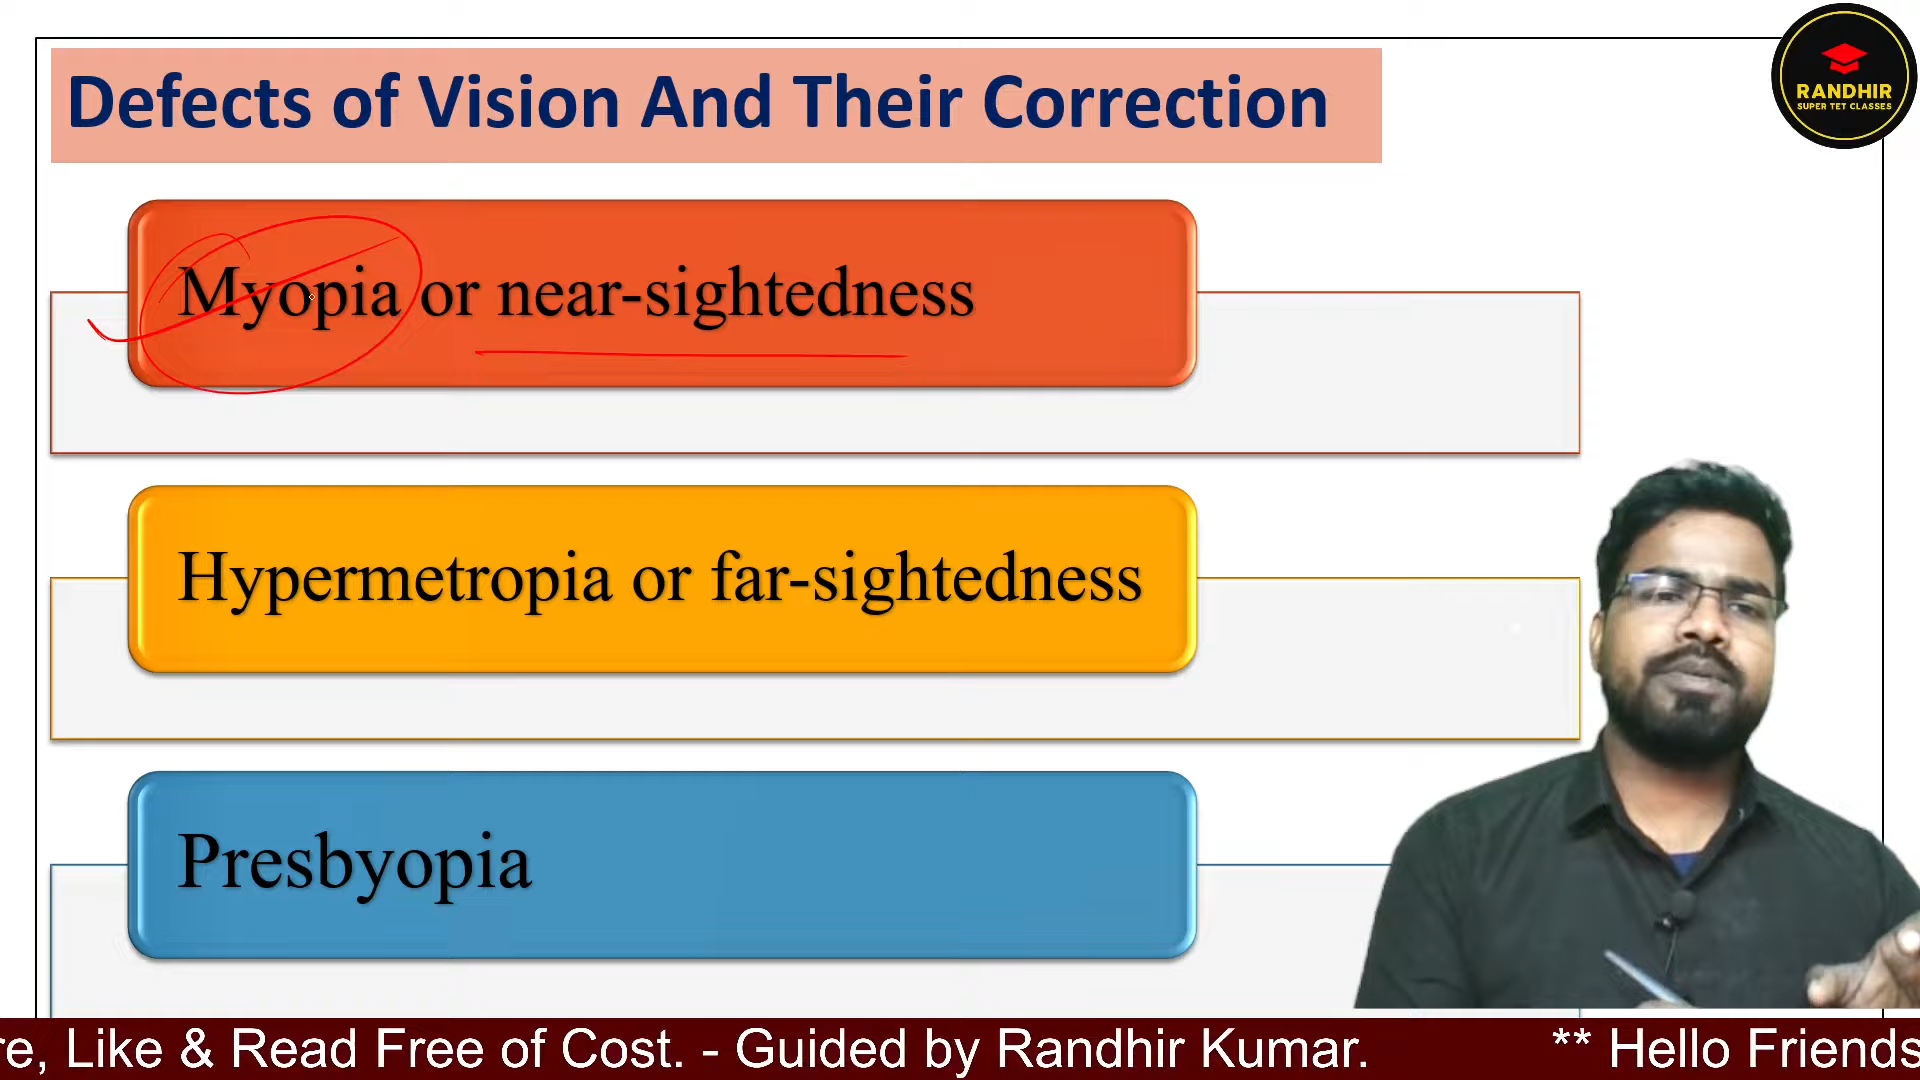 Defects of Vision And Their Correction
RANDHIR
SUPER TET CLASSES
Myopia or near-sightedness
Hypermetropia or far-sightedness
Presbyopia
re, Like & Read Free of Cost. - Guided by Randhir Kumar. ** Hello Friends